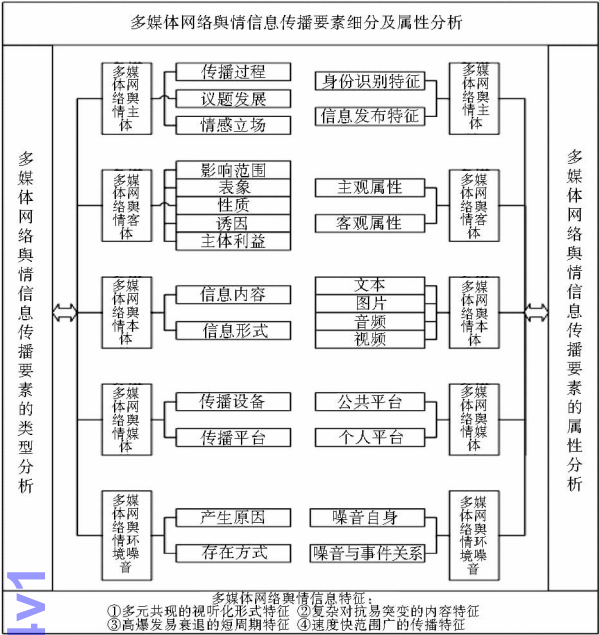 多媒体网络舆情信息传播要素细分及属性分析
多媒体网络舆情信息传播要素的类型分析
多媒体网络舆情主体
传播过程
议题发展
情感立场
多媒体网络舆情客体
影响范围
表象
性质
诱因
主体利益
多媒体网络舆情本体
信息内容
信息形式
多媒体网络舆情媒体
传播设备
传播平台
多媒体网络舆情环境噪音
产生原因
存在方式
身份识别特征
信息发布特征
多媒体网络舆情主体
主观属性
客观属性
多媒体网络舆情客体
文本
图片
音频
视频
多媒体网络舆情本体
公共平台
个人平台
多媒体网络舆情媒体
噪音自身
噪音与事件关系
多媒体网络舆情环境噪音
多媒体网络舆情信息传播要素的属性分析
多媒体网络舆情信息特征：
①多元共现的视听化形式特征 ②复杂对抗易突变的内容特征
③高爆发易衰退的短周期特征 ④速度快范围广的传播特征
4v1